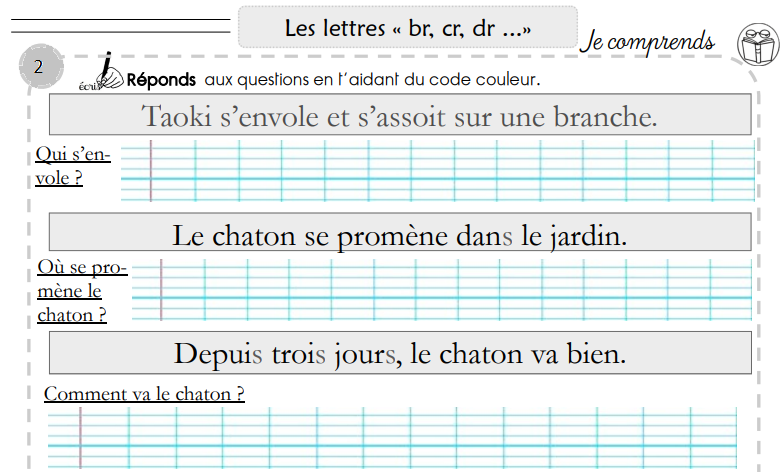 Les lettres « br, cr, dr ...»
Je comprends
2
écris
Réponds aux questions en t'aidant du code couleur.
Taoki s'envole et s'assoit sur une branche.
Qui s'en-
vole ?
Le chaton se promène dans le jardin.
Où se pro-
mène le
chaton ?
Depuis trois jours, le chaton va bien.
Comment va le chaton ?